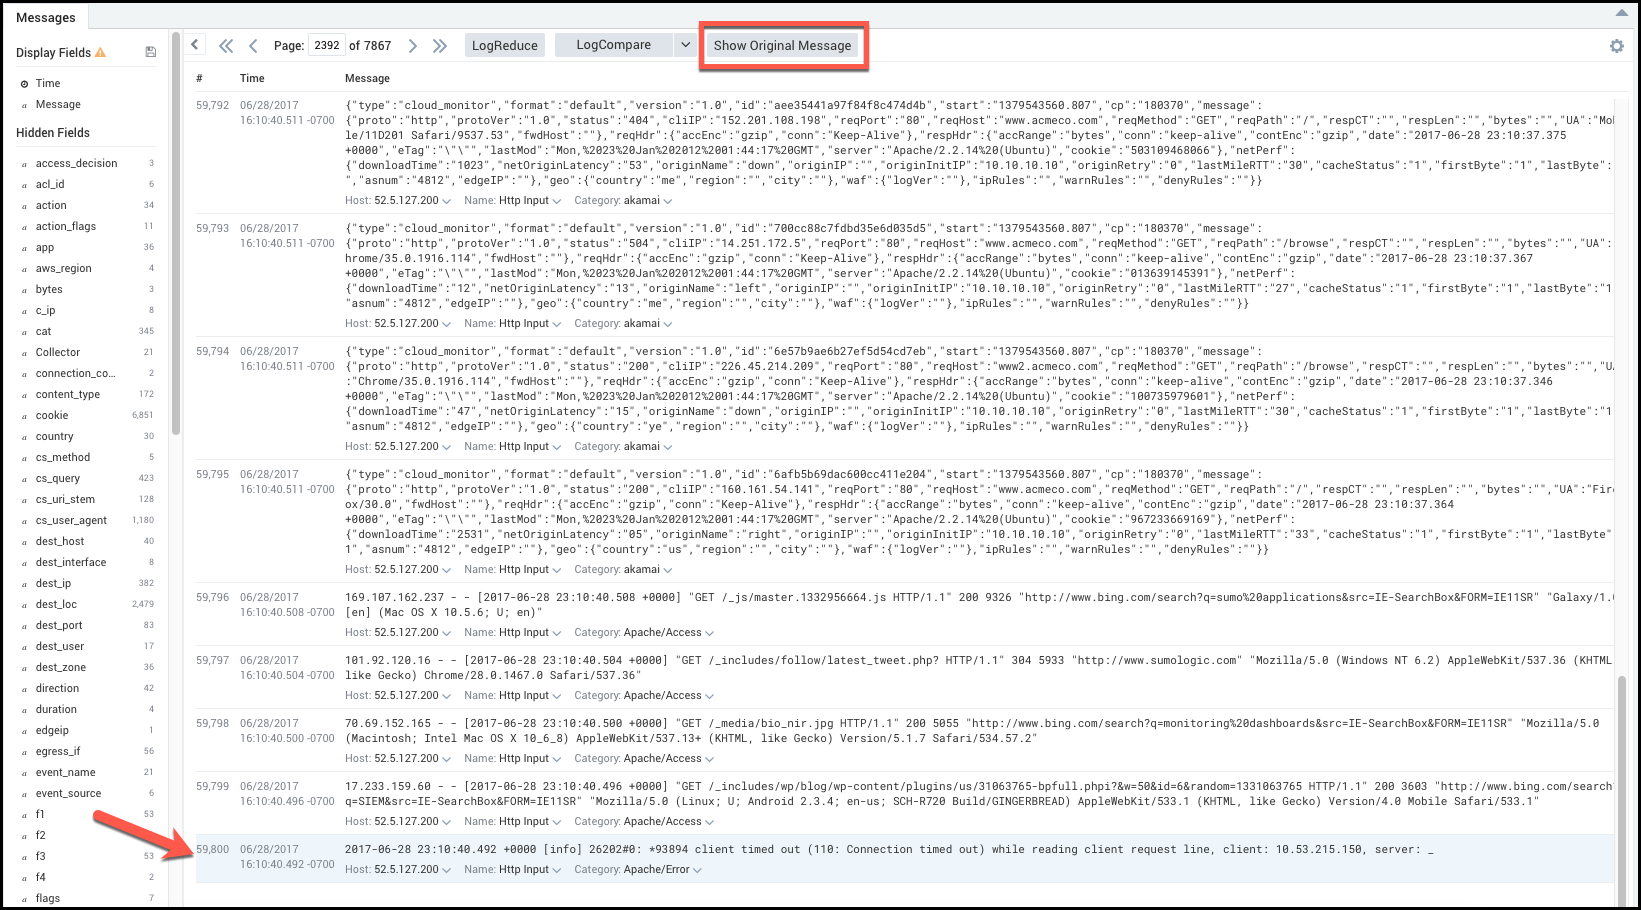 Messages
Display Fields
Time
Message
Hidden Fields
access_decision 3
acl_id 6
action 34
action_flags 11
app 36
aws_region 4
bytes 3
c_ip 8
cat 345
Collector 21
connection_co... 2
content_type 172
cookie 6,851
country 30
cs_method 5
cs_query 423
cs_uri_stem 128
cs_user_agent 1,180
dest_host 40
dest_interface 8
dest_ip 382
dest_loc 2,479
dest_port 83
dest_user 17
dest_zone 36
direction 42
duration 4
edgeip 1
egress_if 56
event_name 21
event_source 6
f1 53
f2
f3 53
f4 2
flags 7
Page: 2392 of 7867 LogReduce LogCompare Show Original Message
# Time Message
59,792 06/28/2017 {"type":"cloud_monitor","format":"default","version":"1.0","id":"aee35441a97f84f8c474d4b","start":"1379543560.807","cp":"180370","message":
16:10:40.511 -0700 {"proto":"http","protoVer":"1.0","status":"404","cliIP":"152.201.108.198","reqPort":"80","reqHost":"www.acmeco.com","reqMethod":"GET","reqPath":"/","respCT":"","respLen":"","bytes":"","UA":"Mob
le/11D201 Safari/9537.53","fwdHost":""},"reqHdr":{"accEnc":"gzip","conn":"Keep-Alive"},"respHdr":{"accRange":"bytes","conn":"keep-alive","contEnc":"gzip","date":"2017-06-28 23:10:37.375
+0000","eTag":"\"\"","lastMod":"Mon,%2023%20Jan%202012%2001:44:17%20GMT","server":"Apache/2.2.14%20(Ubuntu)","cookie":"503109468066"},"netPerf":
{"downloadTime":"1023","netOriginLatency":"53","originName":"down","originIP":"","originInitIP":"10.10.10.10","originRetry":"0","lastMileRTT":"30","cacheStatus":"1","firstByte":"1","lastByte":"1
","asnum":"4812","edgeIP":""},"geo":{"country":"me","region":"","city":""},"waf":{"logVer":""},"ipRules":"","warnRules":"","denyRules":""}}
Host: 52.5.127.200 Name: Http Input Category: akamai
59,793 06/28/2017 {"type":"cloud_monitor","format":"default","version":"1.0","id":"700cc88c7fdbd35e6d035d5","start":"1379543560.807","cp":"180370","message":
16:10:40.511 -0700 {"proto":"http","protoVer":"1.0","status":"504","cliIP":"14.251.172.5","reqPort":"80","reqHost":"www.acmeco.com","reqMethod":"GET","reqPath":"/browse","respCT":"","respLen":"","bytes":"","UA":
hrome/35.0.1916.114","fwdHost":""},"reqHdr":{"accEnc":"gzip","conn":"Keep-Alive"},"respHdr":{"accRange":"bytes","conn":"keep-alive","contEnc":"gzip","date":"2017-06-28 23:10:37.367
+0000","eTag":"\"\"","lastMod":"Mon,%2023%20Jan%202012%2001:44:17%20GMT","server":"Apache/2.2.14%20(Ubuntu)","cookie":"013639145391"},"netPerf":
{"downloadTime":"12","netOriginLatency":"13","originName":"left","originIP":"","originInitIP":"10.10.10.10","originRetry":"0","lastMileRTT":"27","cacheStatus":"1","firstByte":"1","lastByte":"1
"asnum":"4812","edgeIP":""},"geo":{"country":"me","region":"","city":""},"waf":{"logVer":""},"ipRules":"","warnRules":"","denyRules":""}}
Host: 52.5.127.200 Name: Http Input Category: akamai
59,794 06/28/2017 {"type":"cloud_monitor","format":"default","version":"1.0","id":"6e57b9ae6b27ef5d54cd7eb","start":"1379543560.807","cp":"180370","message":
16:10:40.511 -0700 {"proto":"http","protoVer":"1.0","status":"200","cliIP":"226.45.214.209","reqPort":"80","reqHost":"www2.acmeco.com","reqMethod":"GET","reqPath":"/browse","respCT":"","respLen":"","bytes":"","UA
:"Chrome/35.0.1916.114","fwdHost":""},"reqHdr":{"accEnc":"gzip","conn":"Keep-Alive"},"respHdr":{"accRange":"bytes","conn":"keep-alive","contEnc":"gzip","date":"2017-06-28 23:10:37.346
+0000","eTag":"\"\"","lastMod":"Mon,%2023%20Jan%202012%2001:44:17%20GMT","server":"Apache/2.2.14%20(Ubuntu)","cookie":"100735979601"},"netPerf":
{"downloadTime":"47","netOriginLatency":"15","originName":"down","originIP":"","originInitIP":"10.10.10.10","originRetry":"0","lastMileRTT":"30","cacheStatus":"1","firstByte":"1","lastByte":"1
"asnum":"4812","edgeIP":""},"geo":{"country":"ye","region":"","city":""},"waf":{"logVer":""},"ipRules":"","warnRules":"","denyRules":""}}
Host: 52.5.127.200 Name: Http Input Category: akamai
59,795 06/28/2017 {"type":"cloud_monitor","format":"default","version":"1.0","id":"6afb5b69dac600cc411e204","start":"1379543560.807","cp":"180370","message":
16:10:40.511 -0700 {"proto":"http","protoVer":"1.0","status":"200","cliIP":"160.161.54.141","reqPort":"80","reqHost":"www.acmeco.com","reqMethod":"GET","reqPath":"/","respCT":"","respLen":"","bytes":"","UA":"Fire
ox/30.0","fwdHost":""},"reqHdr":{"accEnc":"gzip","conn":"Keep-Alive"},"respHdr":{"accRange":"bytes","conn":"keep-alive","contEnc":"gzip","date":"2017-06-28 23:10:37.364
+0000","eTag":"\"\"","lastMod":"Mon,%2023%20Jan%202012%2001:44:17%20GMT","server":"Apache/2.2.14%20(Ubuntu)","cookie":"967233669169"},"netPerf":
{"downloadTime":"2531","netOriginLatency":"05","originName":"right","originIP":"","originInitIP":"10.10.10.10","originRetry":"0","lastMileRTT":"33","cacheStatus":"1","firstByte":"1","lastByte":"
1","asnum":"4812","edgeIP":""},"geo":{"country":"us","region":"","city":""},"waf":{"logVer":""},"ipRules":"","warnRules":"","denyRules":""}}
Host: 52.5.127.200 Name: Http Input Category: akamai
59,796 06/28/2017 169.107.162.237 - - [2017-06-28 23:10:40.508 +0000] "GET /_js/master.1332956664.js HTTP/1.1" 200 9326 "http://www.bing.com/search?q=sumo%20applications&src=IE-SearchBox&FORM=IE11SR" "Galaxy/1.0
16:10:40.508 -0700 [en] (Mac OS X 10.5.6; U; en)"
Host: 52.5.127.200 Name: Http Input Category: Apache/Access
59,797 06/28/2017 101.92.120.16 - - [2017-06-28 23:10:40.504 +0000] "GET /_includes/follow/latest_tweet.php? HTTP/1.1" 304 5933 "http://www.sumologic.com" "Mozilla/5.0 (Windows NT 6.2) AppleWebKit/537.36 (KHTML
16:10:40.504 -0700 like Gecko) Chrome/28.0.1467.0 Safari/537.36"
Host: 52.5.127.200 Name: Http Input Category: Apache/Access
59,798 06/28/2017 70.69.152.165 - - [2017-06-28 23:10:40.500 +0000] "GET /_media/bio_nir.jpg HTTP/1.1" 200 5055 "http://www.bing.com/search?q=monitoring%20dashboards&src=IE-SearchBox&FORM=IE11SR" "Mozilla/5.0
16:10:40.500 -0700 (Macintosh; Intel Mac OS X 10_6_8) AppleWebKit/537.13+ (KHTML, like Gecko) Version/5.1.7 Safari/534.57.2"
Host: 52.5.127.200 Name: Http Input Category: Apache/Access
59,799 06/28/2017 17.233.159.60 - - [2017-06-28 23:10:40.496 +0000] "GET /_includes/wp/blog/wp-content/plugins/us/31063765-bpfull.phpi?&w=50&id=6&random=1331063765 HTTP/1.1" 200 3603 "http://www.bing.com/search?
16:10:40.496 -0700 q=SIEM&src=IE-SearchBox&FORM=IE11SR" "Mozilla/5.0 (Linux; U; Android 2.3.4; en-us; SCH-R720 Build/GINGERBREAD) AppleWebKit/533.1 (KHTML, like Gecko) Version/4.0 Mobile Safari/533.1"
Host: 52.5.127.200 Name: Http Input Category: Apache/Access
59,800 06/28/2017 2017-06-28 23:10:40.492 +0000 [info] 26202#0: *93894 client timed out (110: Connection timed out) while reading client request line, client: 10.53.215.150, server: _
16:10:40.492 -0700
Host: 52.5.127.200 Name: Http Input Category: Apache/Error